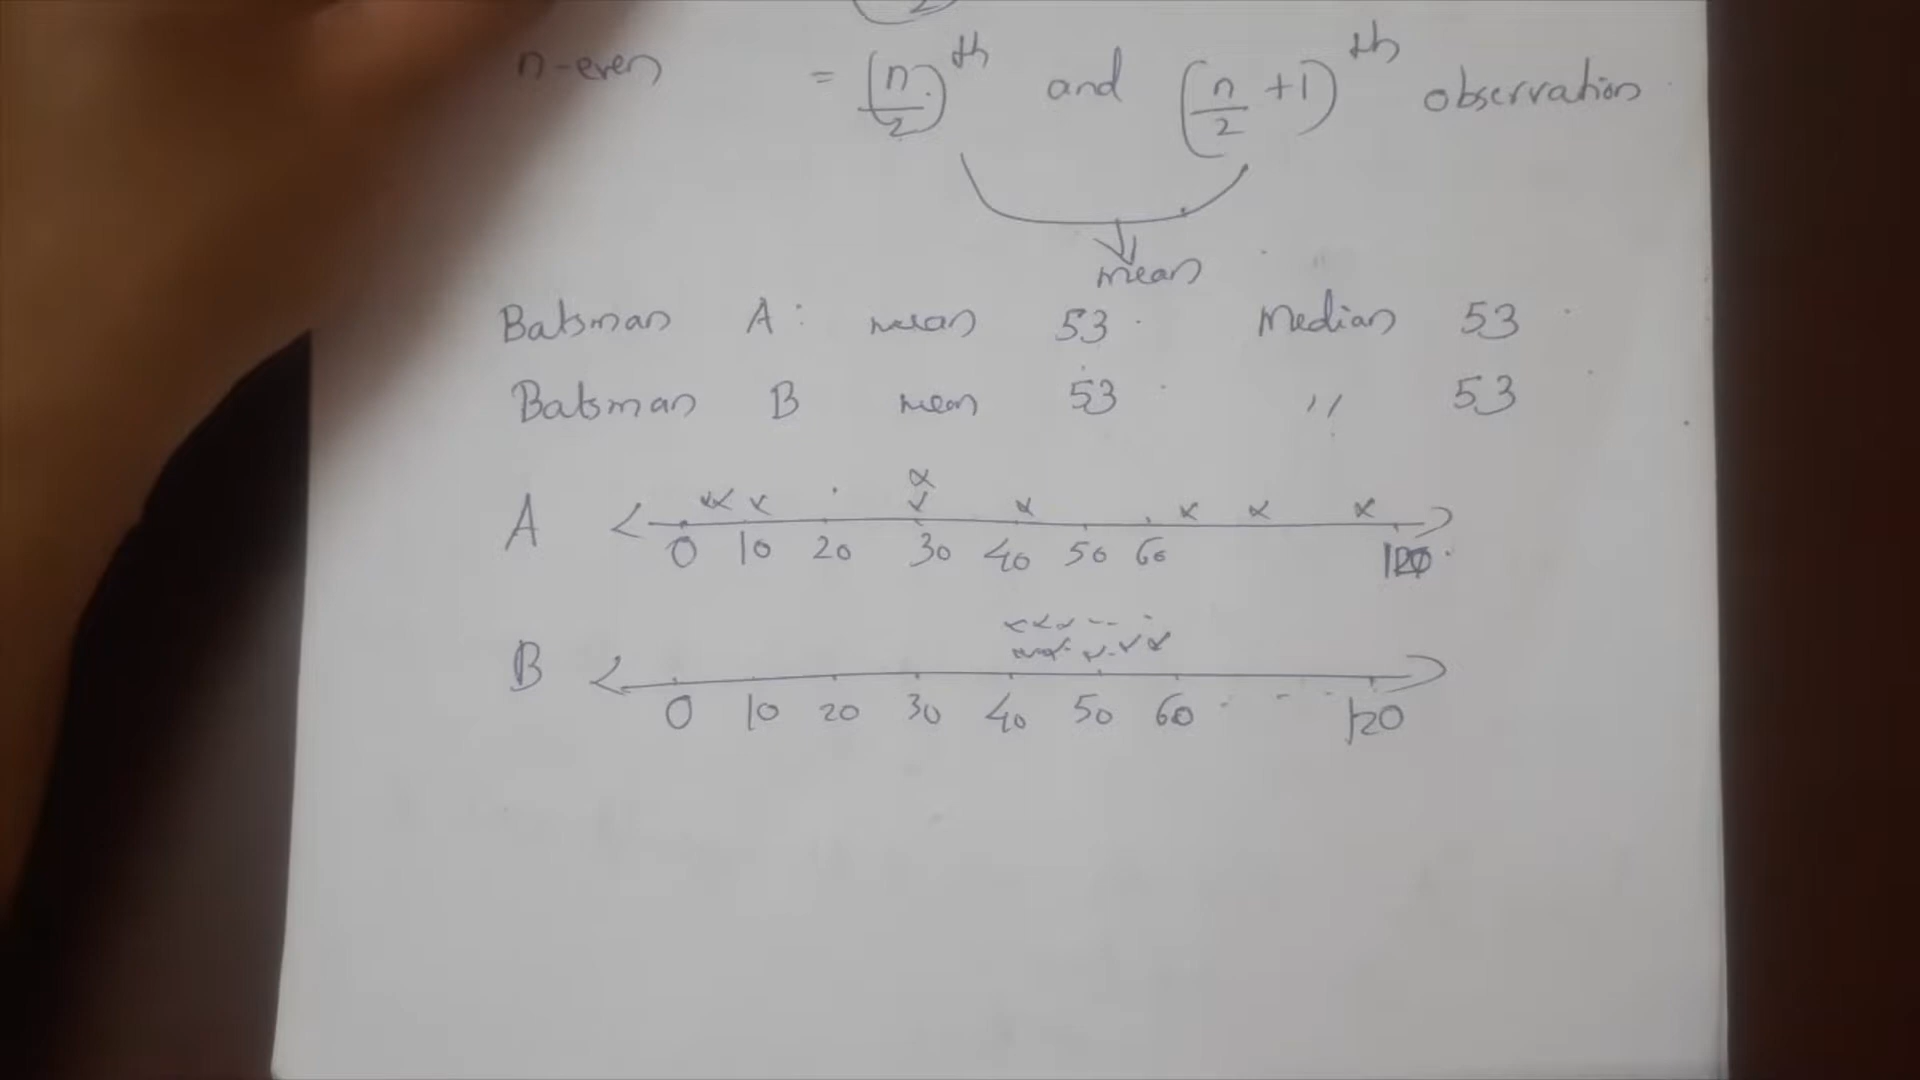 n-even = (n/2)th and (n/2 +1)th observation
mean
Batsman A: mean 53 Median 53
Batsman B mean 53 " 53
A 0 10 20 30 40 50 60 120
B 0 10 20 30 40 50 60 120